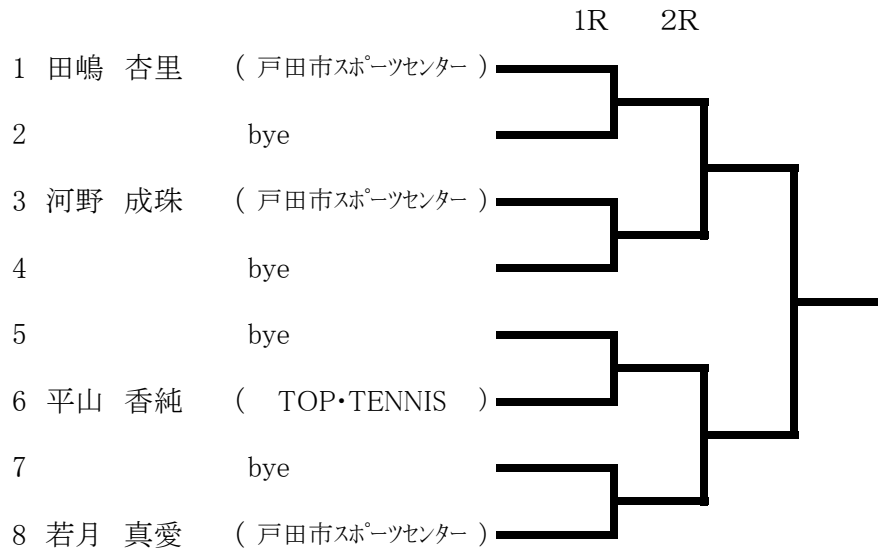 1R 2R
1 田嶋 杏里 ( 戸田市ｽﾎﾟｰﾂｾﾝﾀｰ )
2 bye
3 河野 成珠 ( 戸田市ｽﾎﾟｰﾂｾﾝﾀｰ )
4 bye
5 bye
6 平山 香純 ( TOP･TENNIS )
7 bye
8 若月 真愛 ( 戸田市ｽﾎﾟｰﾂｾﾝﾀｰ )